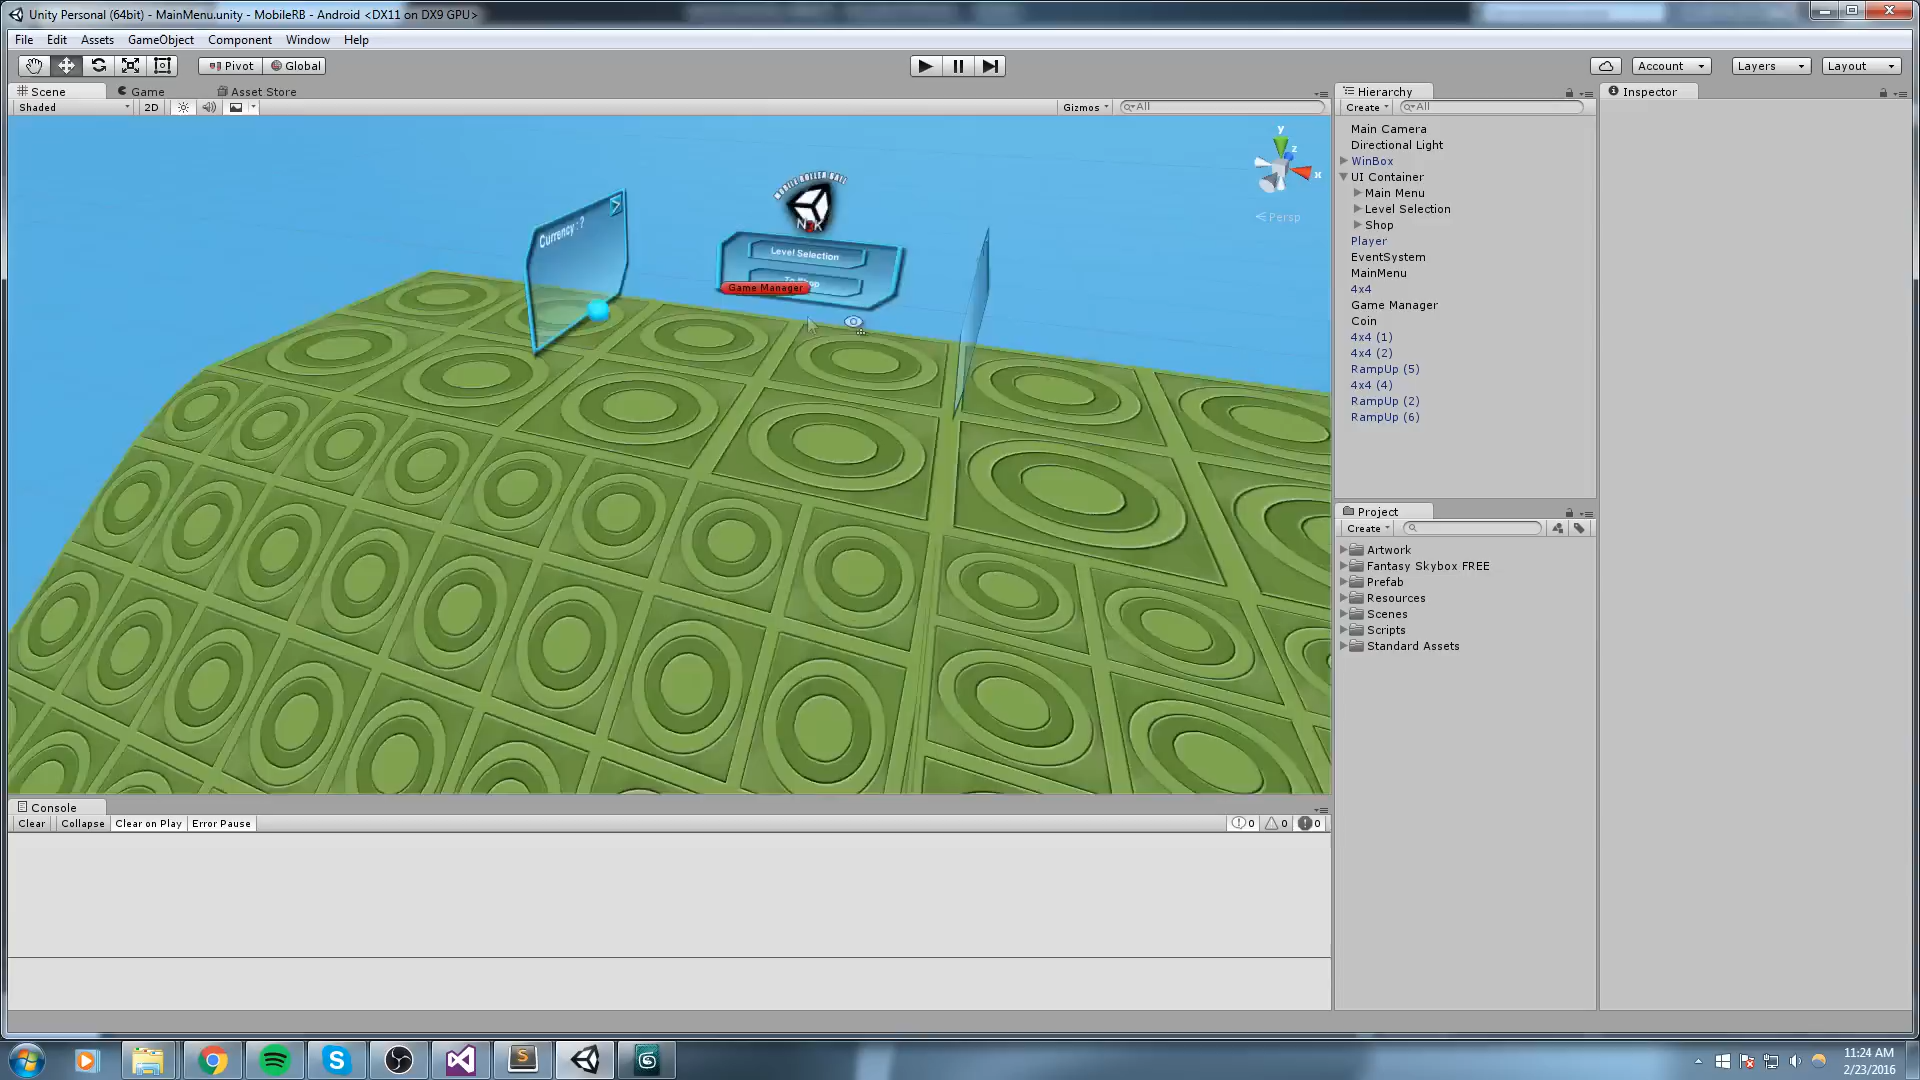 Unity Personal (64bit) - MainMenu.unity - MobileRB - Android <DX11 on DX9 GPU>
File Edit Assets GameObject Component Window Help
Pivot Global Account Layers Layout
Scene Game Asset Store
Shaded 2D Gizmos All
Currency : ?
MOBILE ROLLER BALL
N3K
Level Selection
Game Manager
y
z
x
Persp
Hierarchy
Create All
Main Camera
Directional Light
WinBox
UI Container
Main Menu
Level Selection
Shop
Player
EventSystem
MainMenu
4x4
Game Manager
Coin
4x4 (1)
4x4 (2)
RampUp (5)
4x4 (4)
RampUp (2)
RampUp (6)
Inspector
Project
Create
Artwork
Fantasy Skybox FREE
Prefab
Resources
Scenes
Scripts
Standard Assets
Console
Clear Collapse Clear on Play Error Pause 0 0 0
11:24 AM
2/23/2016